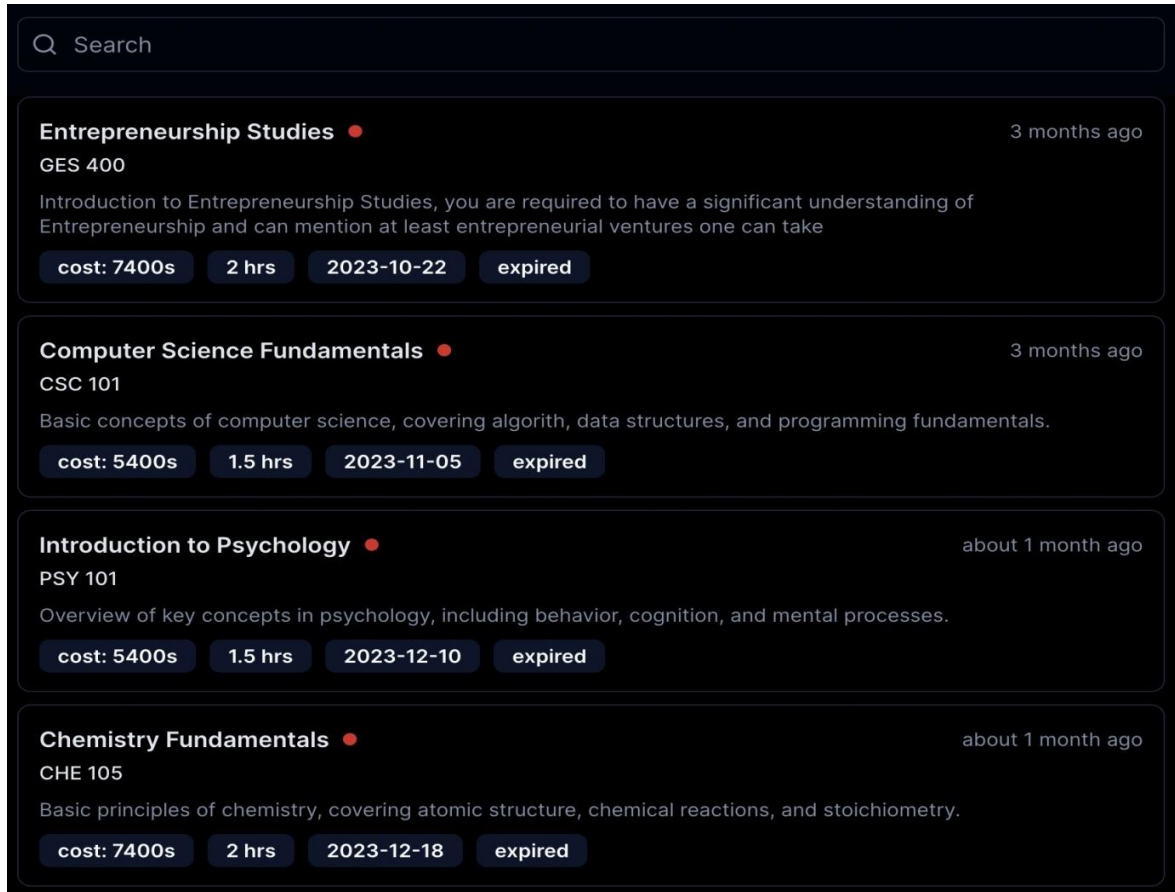 Search
Entrepreneurship Studies
3 months ago
GES 400
Introduction to Entrepreneurship Studies, you are required to have a significant understanding of
Entrepreneurship and can mention at least entrepreneurial ventures one can take
cost: 7400s 2 hrs 2023-10-22 expired
Computer Science Fundamentals
3 months ago
CSC 101
Basic concepts of computer science, covering algorith, data structures, and programming fundamentals.
cost: 5400s 1.5 hrs 2023-11-05 expired
Introduction to Psychology
about 1 month ago
PSY 101
Overview of key concepts in psychology, including behavior, cognition, and mental processes.
cost: 5400s 1.5 hrs 2023-12-10 expired
Chemistry Fundamentals
about 1 month ago
CHE 105
Basic principles of chemistry, covering atomic structure, chemical reactions, and stoichiometry.
cost: 7400s 2 hrs 2023-12-18 expired